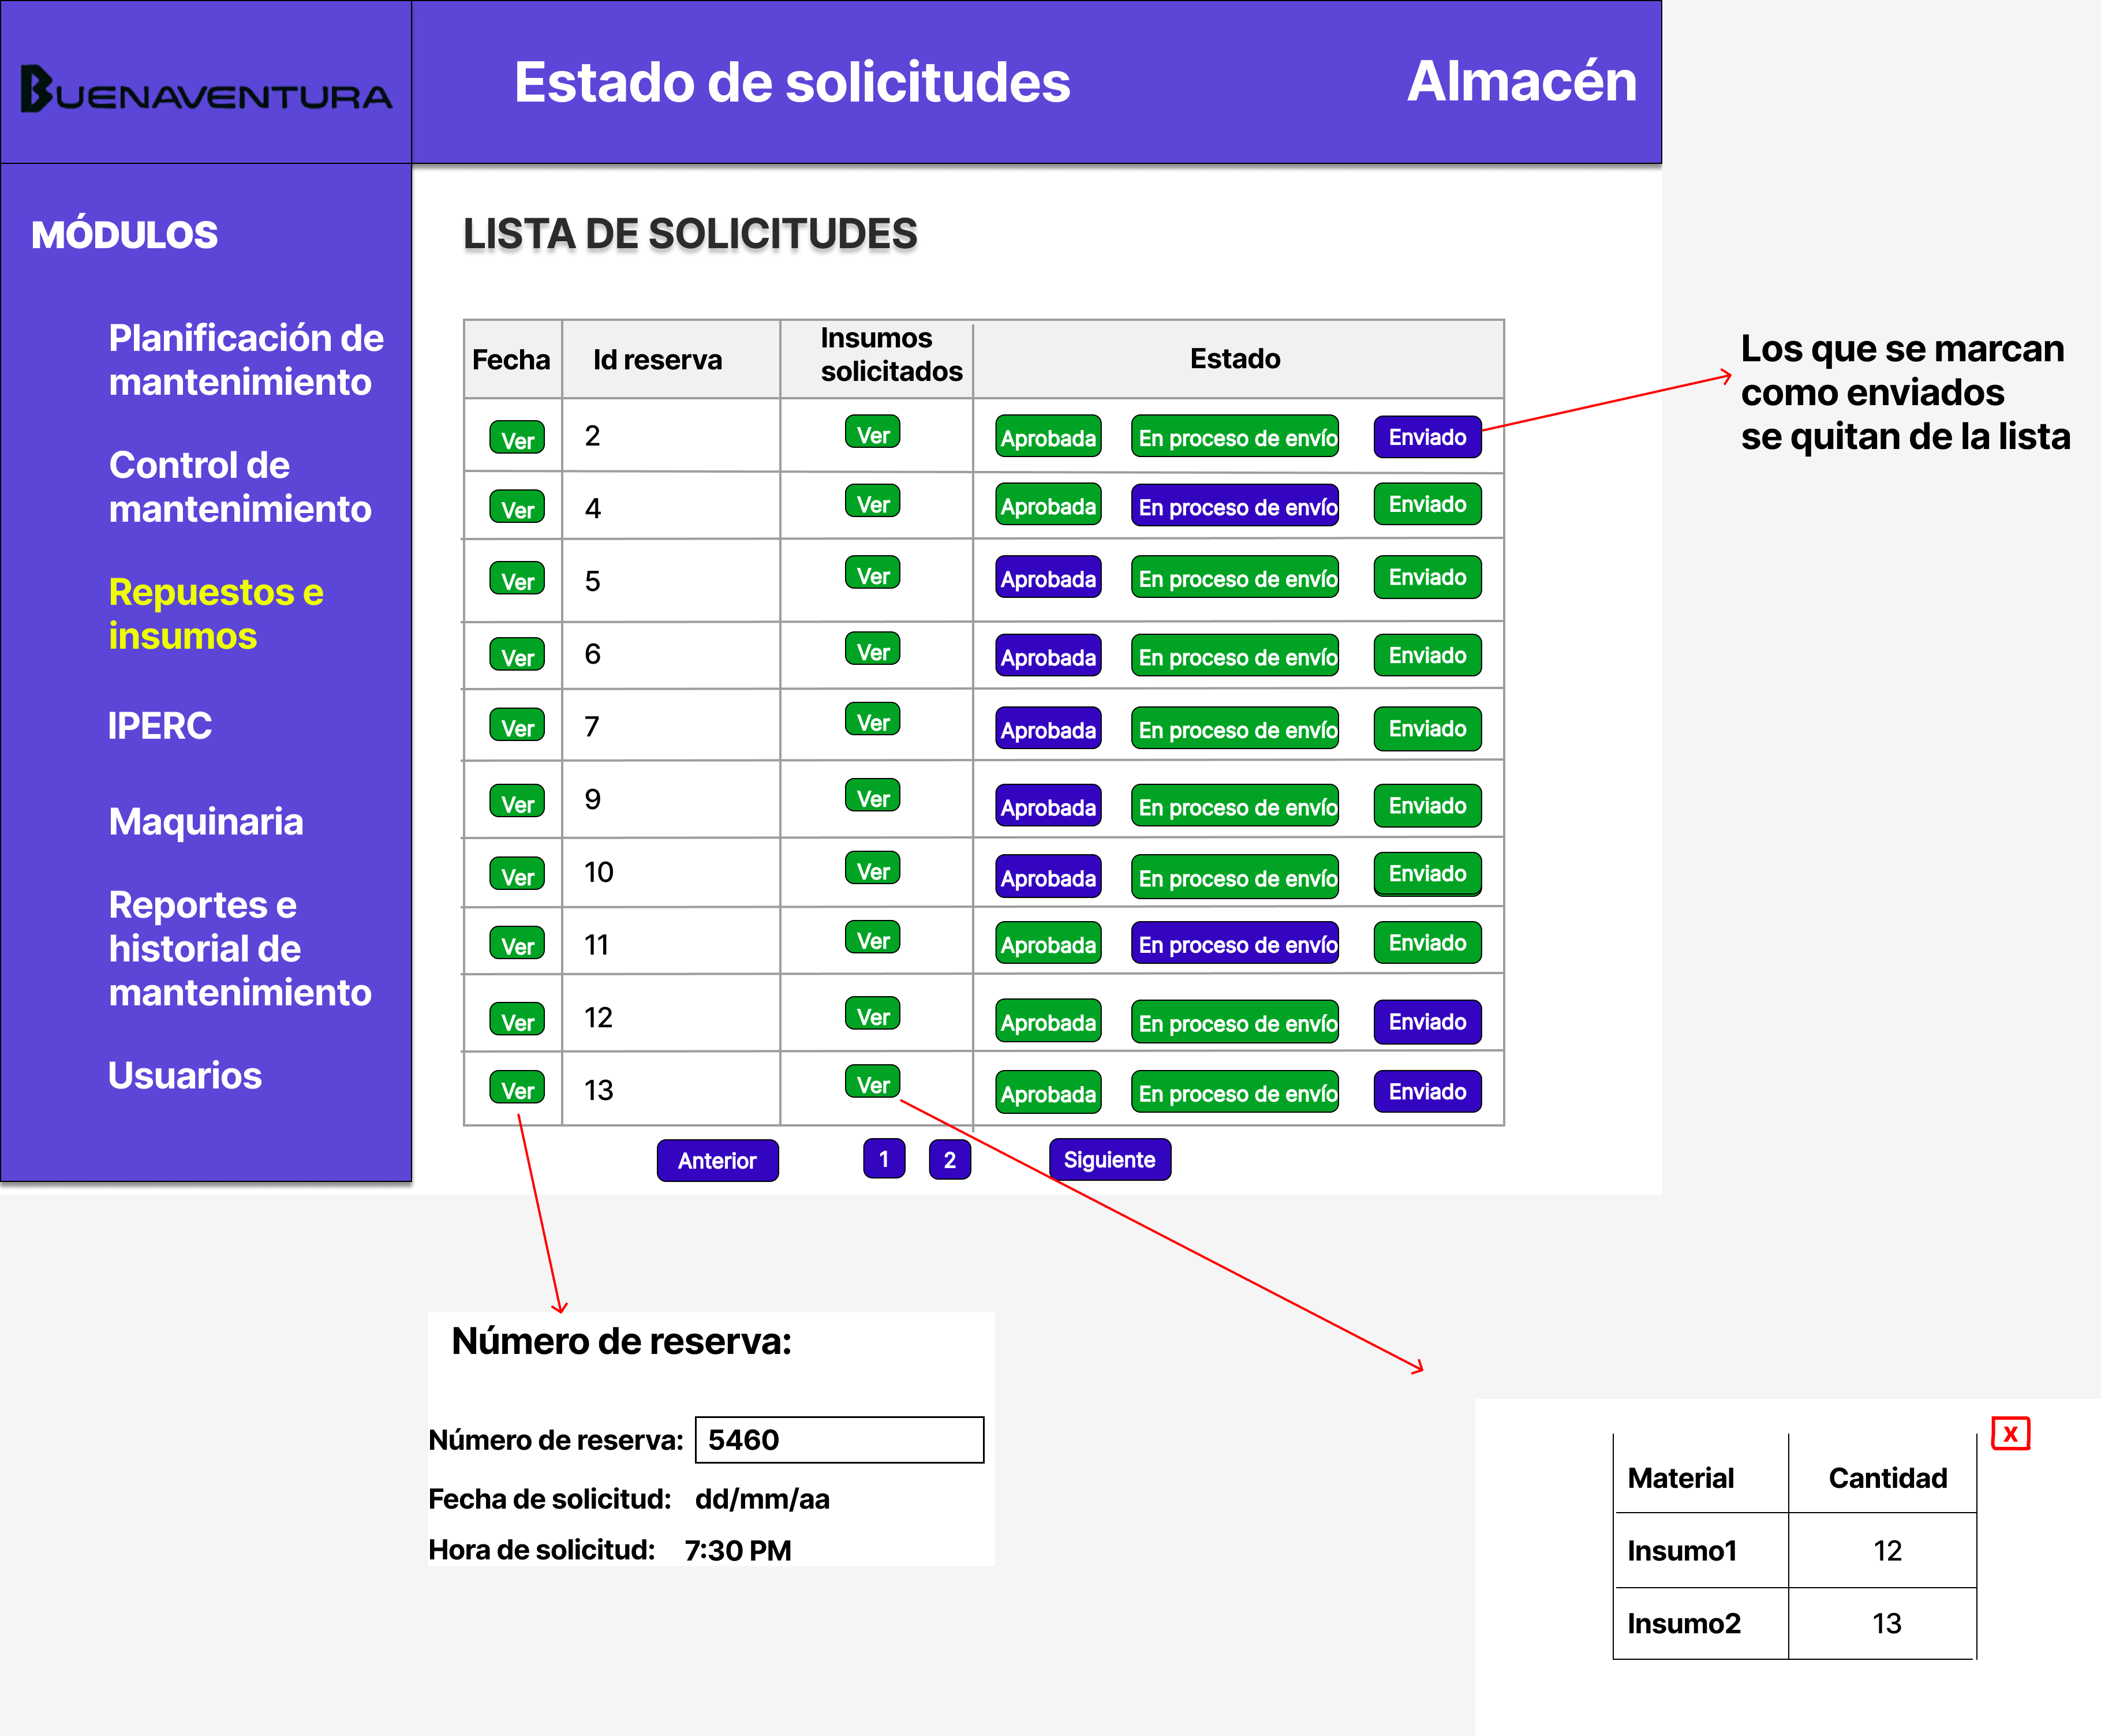 BUENAVENTURA
Estado de solicitudes
Almacén
MÓDULOS
Planificación de
mantenimiento
Control de
mantenimiento
Repuestos e
insumos
IPERC
Maquinaria
Reportes e
historial de
mantenimiento
Usuarios
LISTA DE SOLICITUDES
Fecha Id reserva Insumos solicitados Estado
Ver 2 Ver Aprobada En proceso de envío Enviado
Ver 4 Ver Aprobada En proceso de envío Enviado
Ver 5 Ver Aprobada En proceso de envío Enviado
Ver 6 Ver Aprobada En proceso de envío Enviado
Ver 7 Ver Aprobada En proceso de envío Enviado
Ver 9 Ver Aprobada En proceso de envío Enviado
Ver 10 Ver Aprobada En proceso de envío Enviado
Ver 11 Ver Aprobada En proceso de envío Enviado
Ver 12 Ver Aprobada En proceso de envío Enviado
Ver 13 Ver Aprobada En proceso de envío Enviado
Anterior 1 2 Siguiente
Los que se marcan
como enviados
se quitan de la lista
Número de reserva:
Número de reserva: 5460
Fecha de solicitud: dd/mm/aa
Hora de solicitud: 7:30 PM
X
Material Cantidad
Insumo1 12
Insumo2 13